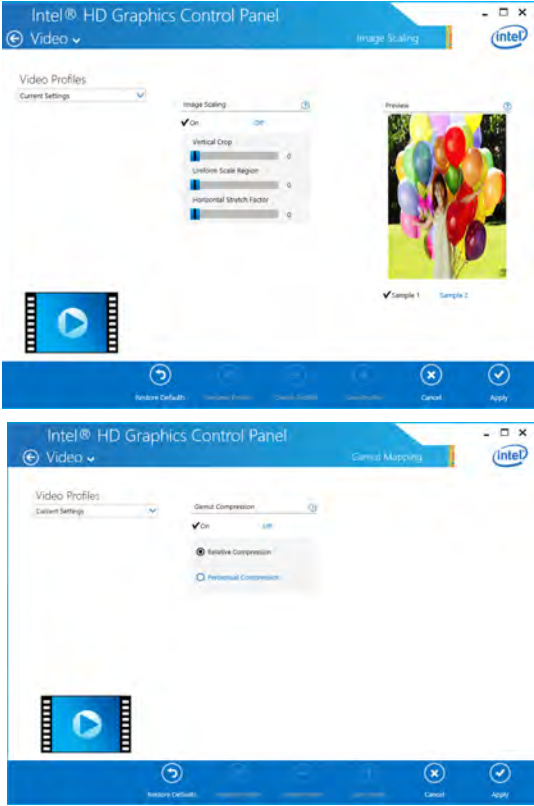 Intel® HD Graphics Control Panel
Video
Image Scaling
intel
Video Profiles
Current Settings
Image Scaling
Preview
On
Off
Vertical Crop
0
Uniform Scale Region
0
Horizontal Stretch Factor
0
Sample 1
Sample 2
Restore Defaults
Cancel
Apply
Intel® HD Graphics Control Panel
Video
Gamut Mapping
intel
Video Profiles
Current Settings
Gamut Compression
On
Off
Relative Compression
Perceptual Compression
Restore Defaults
Cancel
Apply